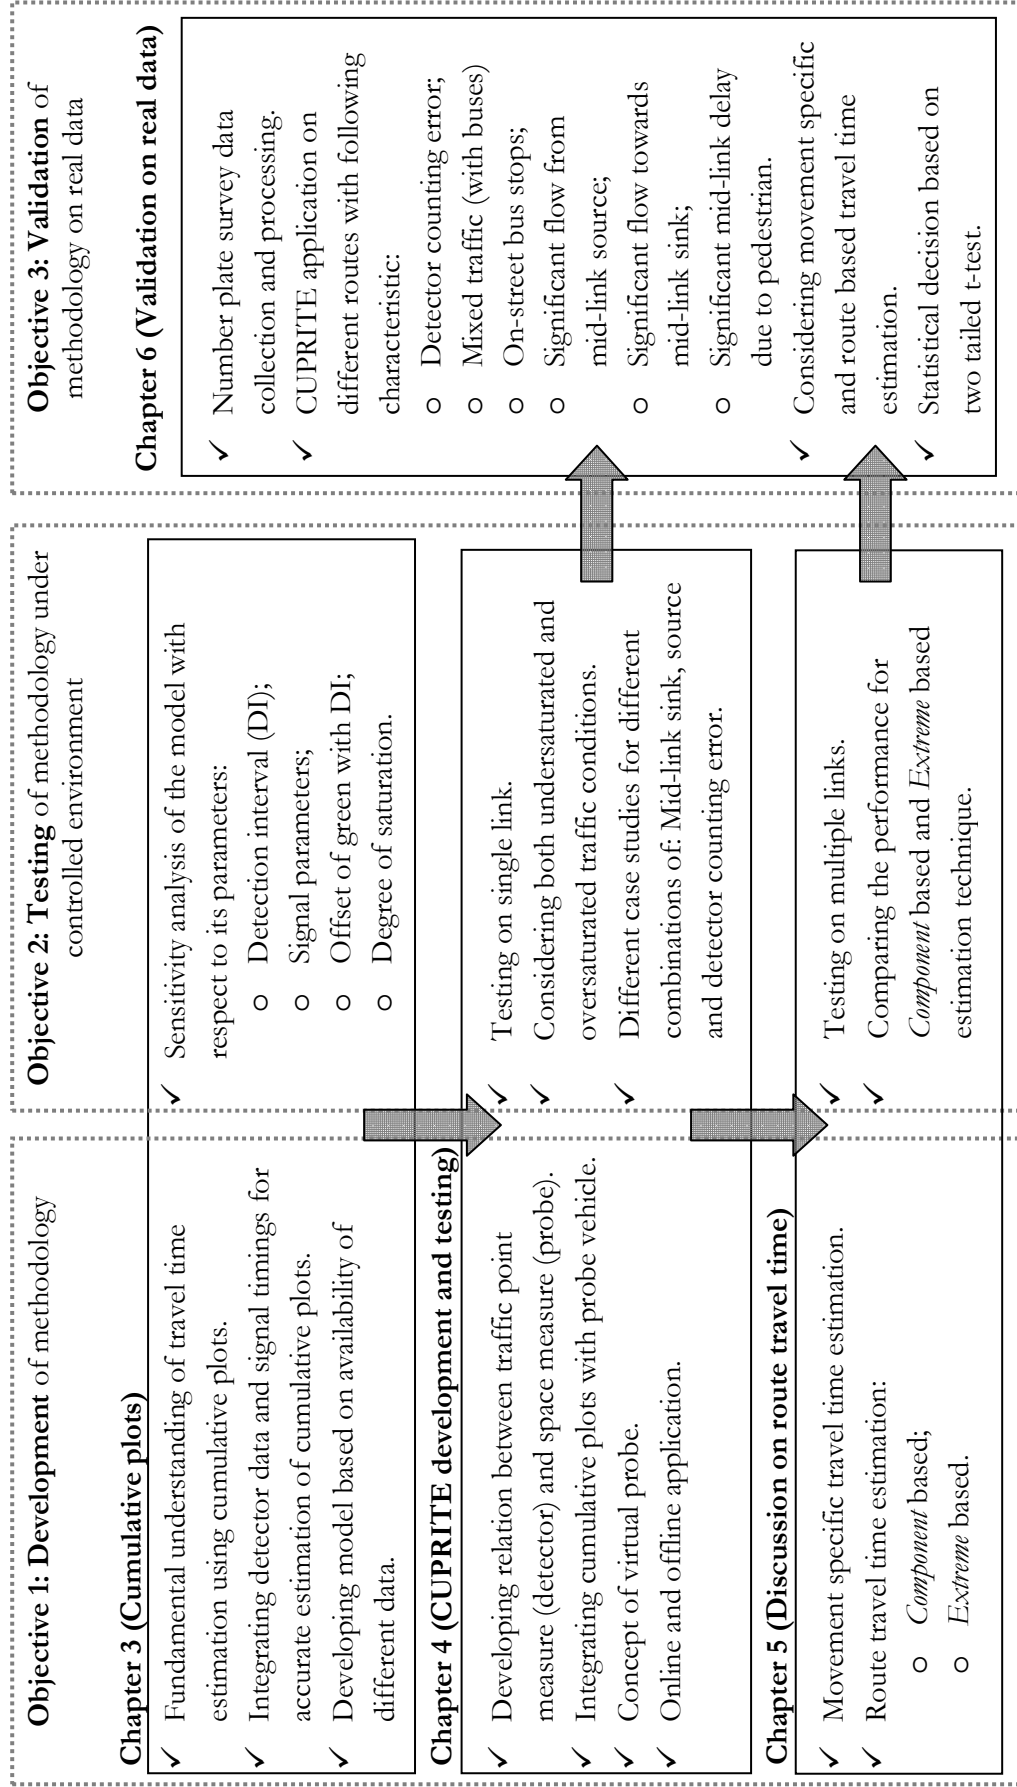 Objective 1: Development of methodology
Chapter 3 (Cumulative plots)
✓ Fundamental understanding of travel time
estimation using cumulative plots.
✓ Integrating detector data and signal timings for
accurate estimation of cumulative plots.
✓ Developing model based on availability of
different data.
Chapter 4 (CUPRITE development and testing)
✓ Developing relation between traffic point
measure (detector) and space measure (probe).
✓ Integrating cumulative plots with probe vehicle.
✓ Concept of virtual probe.
✓ Online and offline application.
Chapter 5 (Discussion on route travel time)
✓ Movement specific travel time estimation.
✓ Route travel time estimation:
o Component based;
o Extreme based.
Objective 2: Testing of methodology under
controlled environment
✓ Sensitivity analysis of the model with
respect to its parameters:
o Detection interval (DI);
o Signal parameters;
o Offset of green with DI;
o Degree of saturation.
✓ Testing on single link.
✓ Considering both undersaturated and
oversaturated traffic conditions.
✓ Different case studies for different
combinations of: Mid-link sink, source
and detector counting error.
✓ Testing on multiple links.
✓ Comparing the performance for
Component based and Extreme based
estimation technique.
Objective 3: Validation of
methodology on real data
Chapter 6 (Validation on real data)
✓ Number plate survey data
collection and processing.
✓ CUPRITE application on
different routes with following
characteristic:
o Detector counting error;
o Mixed traffic (with buses)
o On-street bus stops;
o Significant flow from
mid-link source;
o Significant flow towards
mid-link sink;
o Significant mid-link delay
due to pedestrian.
✓ Considering movement specific
and route based travel time
estimation.
✓ Statistical decision based on
two tailed t-test.